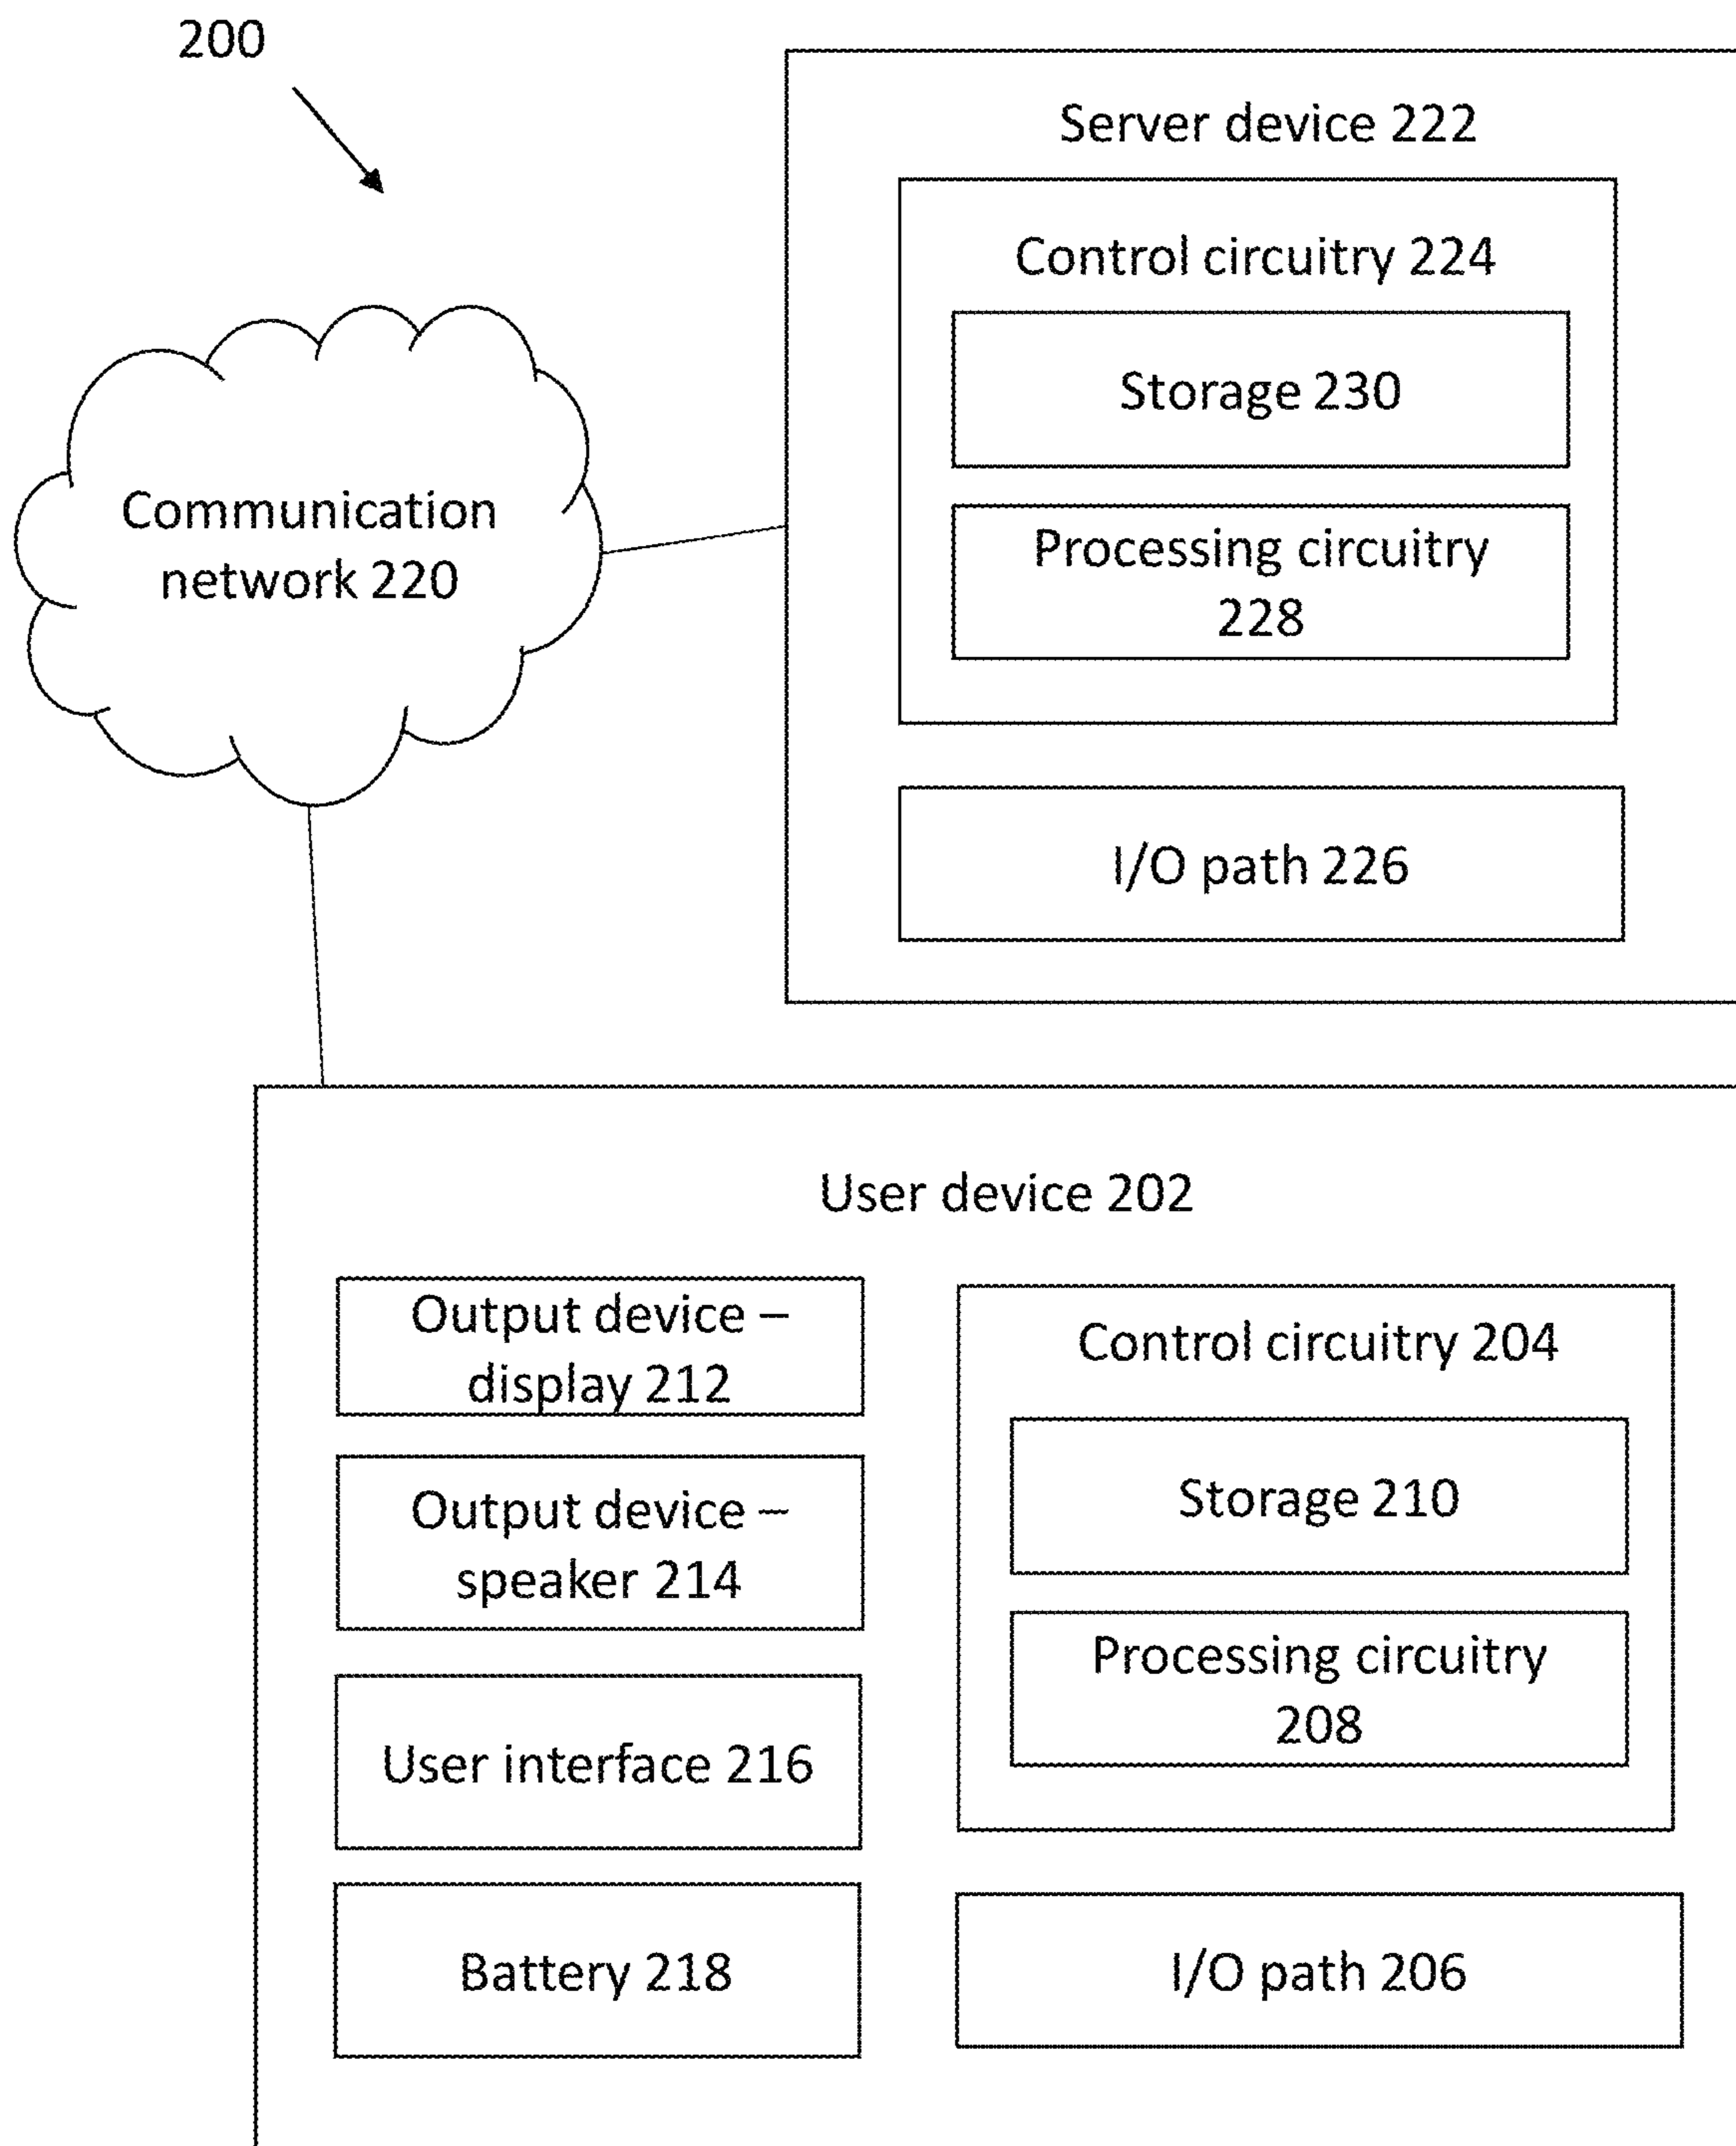 200
Server device 222
Control circuitry 224
Storage 230
Processing circuitry
228
I/O path 226
Communication
network 220
User device 202
Output device –
display 212
Output device –
speaker 214
User interface 216
Battery 218
Control circuitry 204
Storage 210
Processing circuitry
208
I/O path 206